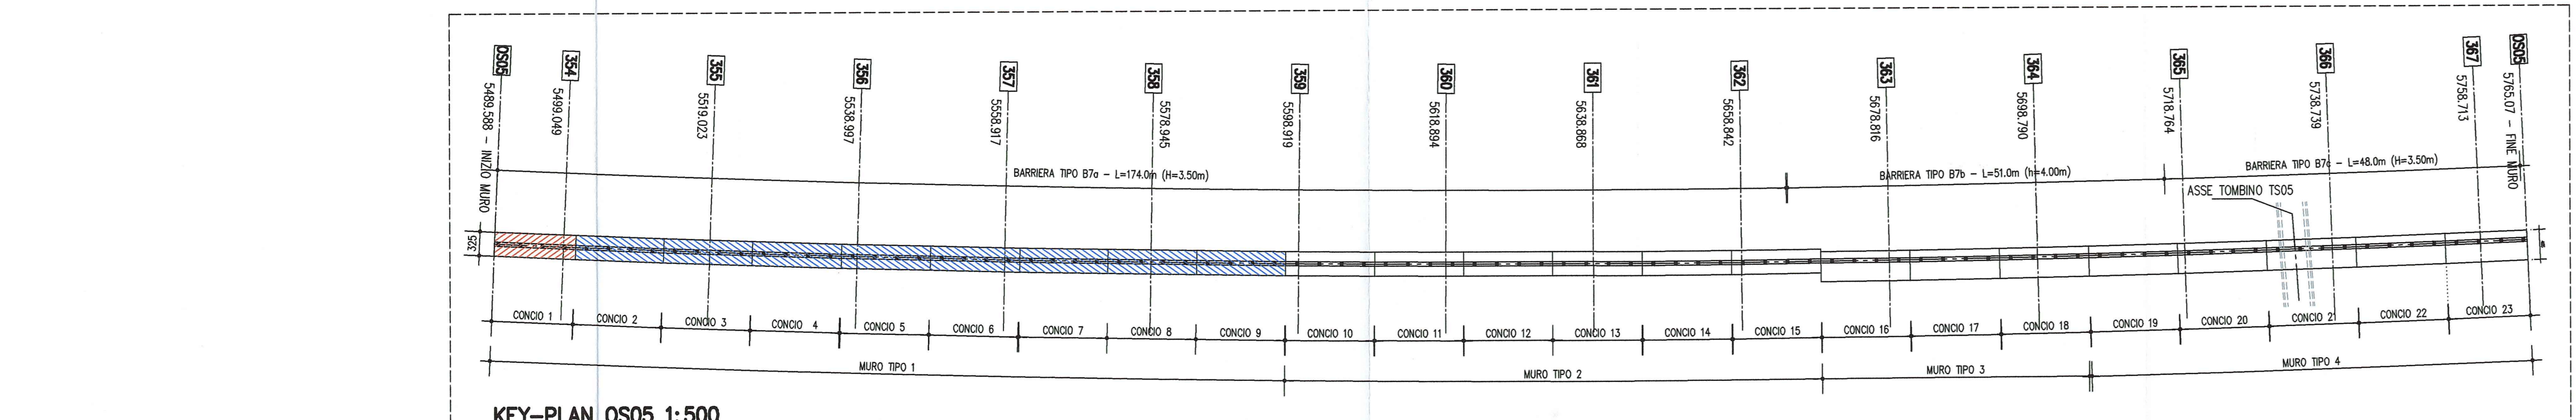 OS05
5489.588 - INIZIO MURO
354
5499.049
355
5519.023
356
5538.997
357
5558.917
358
5578.945
359
5598.919
360
5618.894
361
5638.868
362
5658.842
363
5678.816
364
5698.790
365
5718.764
366
5738.739
367
5758.713
OS05
5765.07 - FINE MURO
BARRIERA TIPO B7a - L=174.0m (H=3.50m)
BARRIERA TIPO B7b - L=51.0m (h=4.00m)
BARRIERA TIPO B7c - L=48.0m (H=3.50m)
ASSE TOMBINO TS05
325
CONCIO 1
CONCIO 2
CONCIO 3
CONCIO 4
CONCIO 5
CONCIO 6
CONCIO 7
CONCIO 8
CONCIO 9
CONCIO 10
CONCIO 11
CONCIO 12
CONCIO 13
CONCIO 14
CONCIO 15
CONCIO 16
CONCIO 17
CONCIO 18
CONCIO 19
CONCIO 20
CONCIO 21
CONCIO 22
CONCIO 23
MURO TIPO 1
MURO TIPO 2
MURO TIPO 3
MURO TIPO 4
KEY-PLAN OS05 1:500